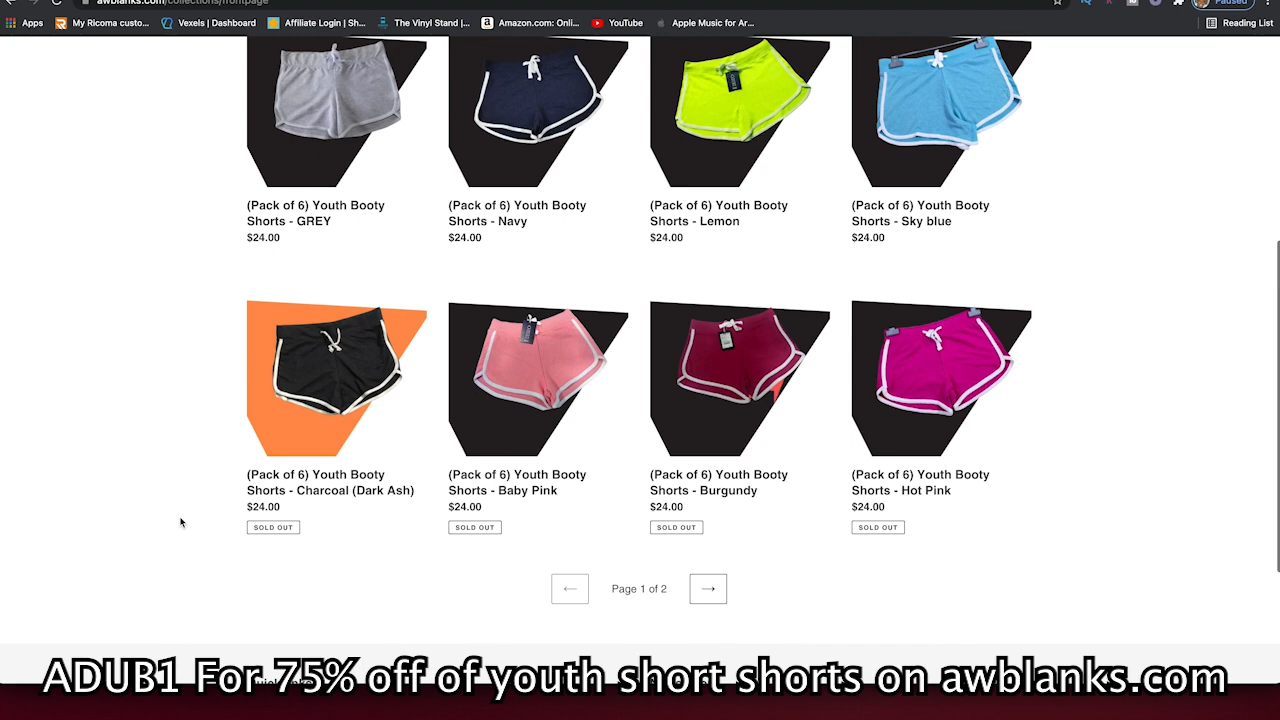 awblanks.com/collections/frontpage
Paused
Apps My Ricoma custo... Vexels | Dashboard Affiliate Login | Sh... The Vinyl Stand |... Amazon.com: Onli... YouTube Apple Music for Ar... Reading List
(Pack of 6) Youth Booty
Shorts - GREY
$24.00
(Pack of 6) Youth Booty
Shorts - Navy
$24.00
(Pack of 6) Youth Booty
Shorts - Lemon
$24.00
(Pack of 6) Youth Booty
Shorts - Sky blue
$24.00
(Pack of 6) Youth Booty
Shorts - Charcoal (Dark Ash)
$24.00
SOLD OUT
(Pack of 6) Youth Booty
Shorts - Baby Pink
$24.00
SOLD OUT
(Pack of 6) Youth Booty
Shorts - Burgundy
$24.00
SOLD OUT
(Pack of 6) Youth Booty
Shorts - Hot Pink
$24.00
SOLD OUT
← Page 1 of 2 →
ADUB1 For 75% off of youth short shorts on awblanks.com